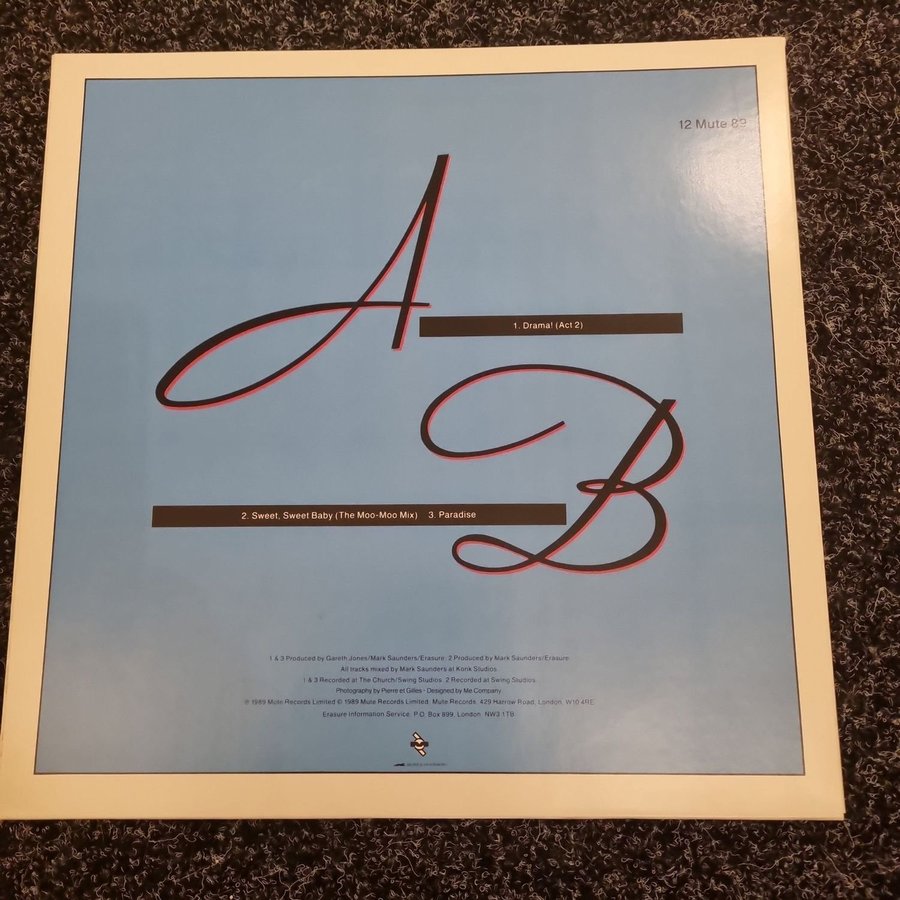 12 Mute 89
A
1. Drama! (Act 2)
B
2. Sweet, Sweet Baby (The Moo-Moo Mix) 3. Paradise
1 & 3 Produced by Gareth Jones/Mark Saunders/Erasure. 2 Produced by Mark Saunders/Erasure.
All tracks mixed by Mark Saunders at Konk Studios.
1 & 3 Recorded at The Church/Swing Studios. 2 Recorded at Swing Studios.
Photography by Pierre et Gilles - Designed by Me Company.
℗ 1989 Mute Records Limited © 1989 Mute Records Limited. Mute Records. 429 Harrow Road, London, W10 4RE.
Erasure Information Service: P.O. Box 899, London. NW3 1TB.